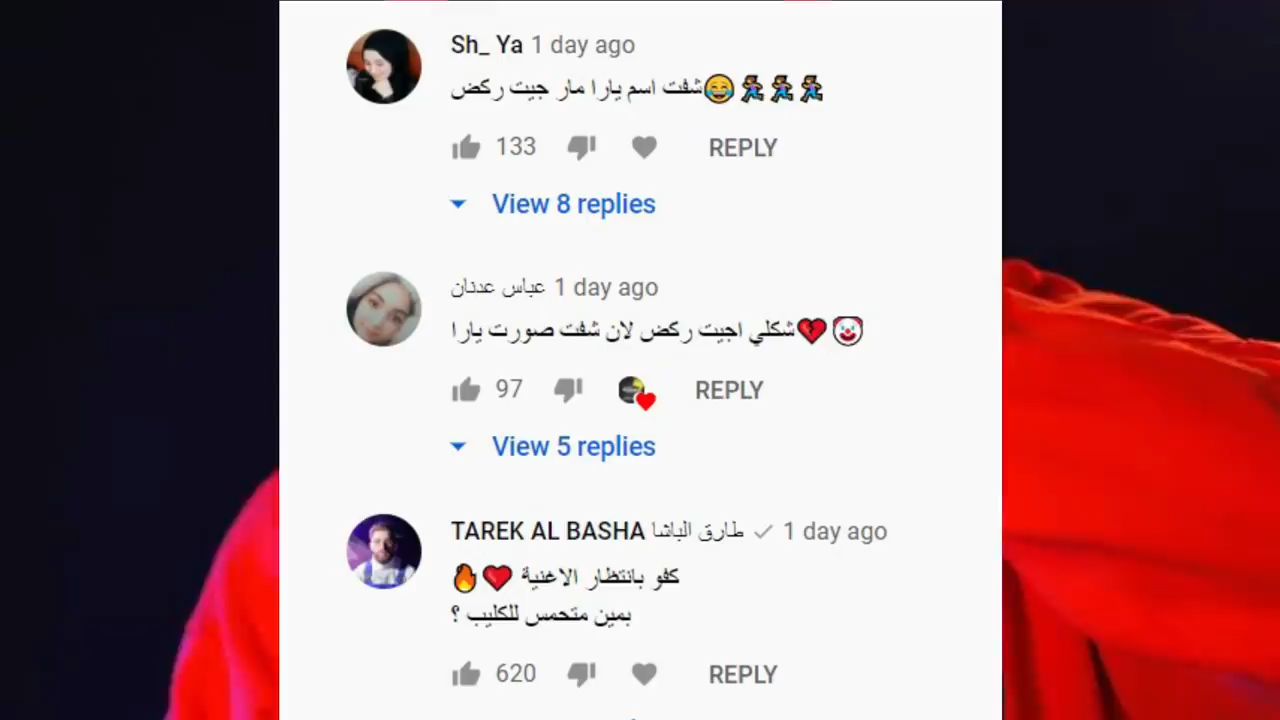 Sh_ Ya 1 day ago
شفت اسم يارا مار جيت ركض😂🏃‍♀️🏃‍♀️🏃‍♀️
133 REPLY
View 8 replies
عباس عدنان 1 day ago
شكلي اجيت ركض لان شفت صورت يارا💔🤡
97 REPLY
View 5 replies
TAREK AL BASHA طارق الباشا 1 day ago
كفو بانتظار الاغنية ❤️🔥
بمين متحمس للكليب ؟
620 REPLY